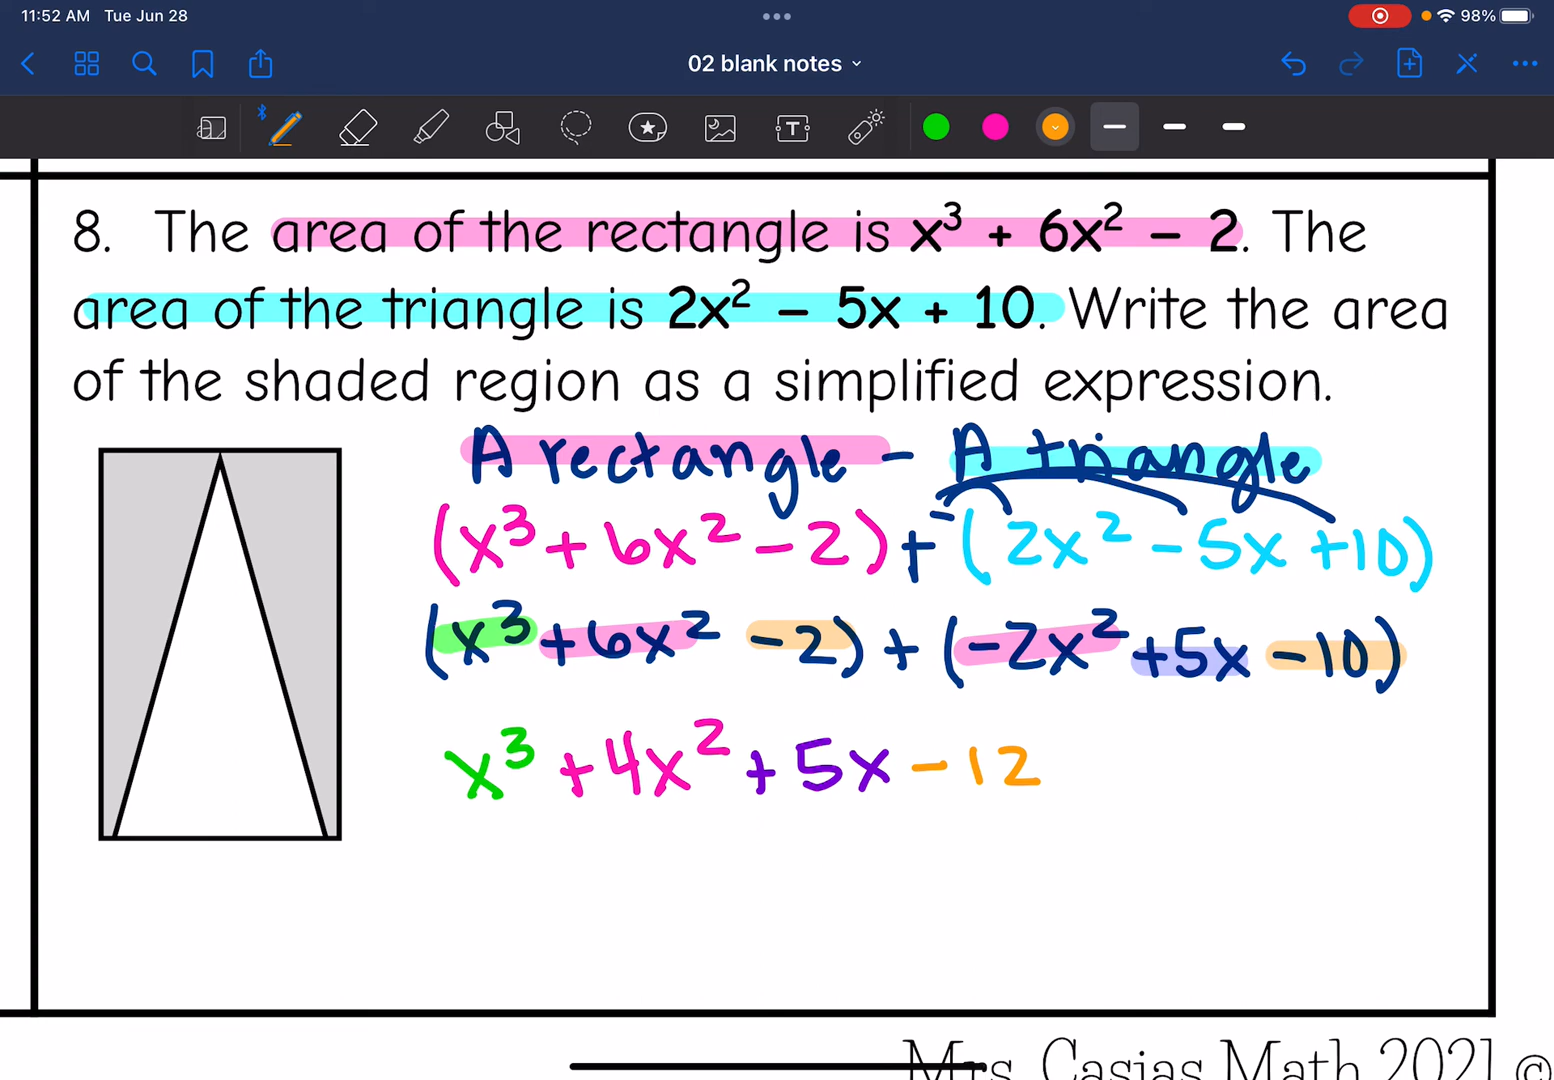 11:52 AM Tue Jun 28
98%
02 blank notes
T
8. The area of the rectangle is x³ + 6x² − 2. The
area of the triangle is 2x² − 5x + 10. Write the area
of the shaded region as a simplified expression.
A rectangle − A triangle
(x³ + 6x² − 2) + −(2x² − 5x + 10)
(x³ + 6x² − 2) + (−2x² + 5x − 10)
x³ + 4x² + 5x − 12
Mrs. Casias Math 2021 ©